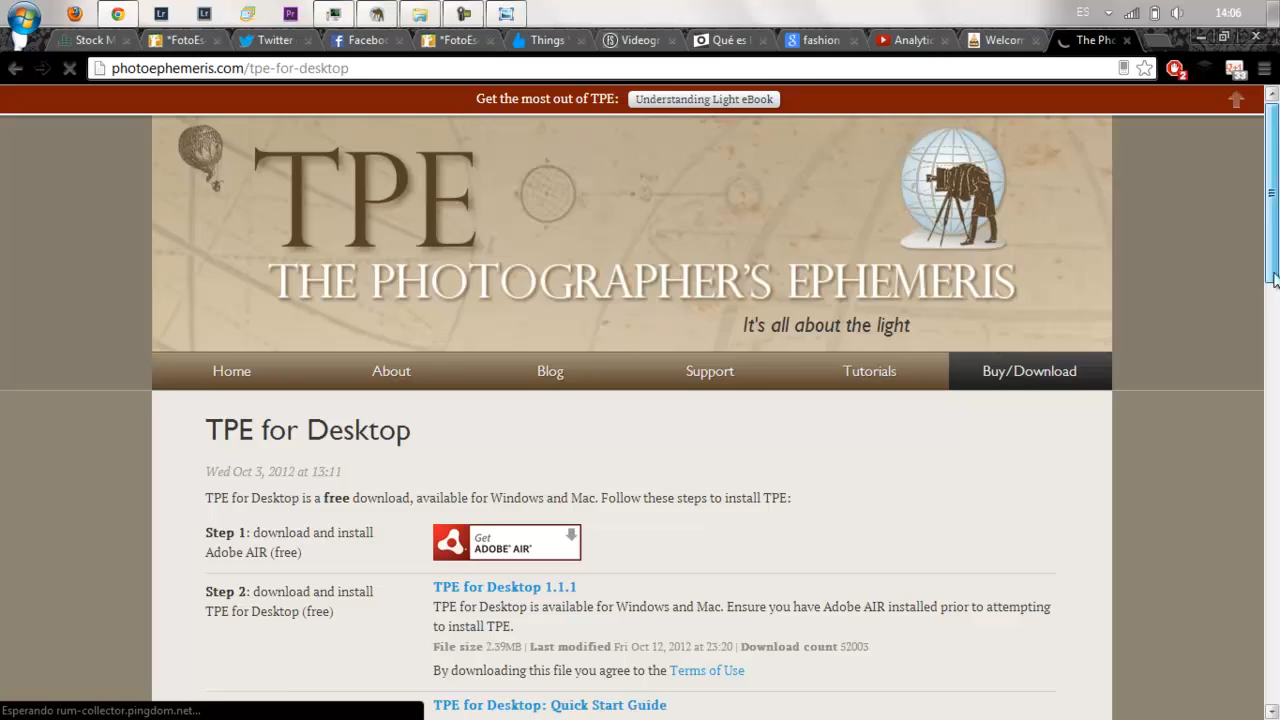 ES 14:06
Stock M *FotoEs Twitter Facebo *FotoEs Things Videogr Qué es fashion Analytic Welcom The Pho
photoephemeris.com/tpe-for-desktop
2 33
Get the most out of TPE: Understanding Light eBook
TPE
THE PHOTOGRAPHER'S EPHEMERIS
It's all about the light
Home About Blog Support Tutorials Buy/Download
TPE for Desktop
Wed Oct 3, 2012 at 13:11
TPE for Desktop is a free download, available for Windows and Mac. Follow these steps to install TPE:
Step 1: download and install
Adobe AIR (free)
Get
ADOBE® AIR®
Step 2: download and install
TPE for Desktop (free)
TPE for Desktop 1.1.1
TPE for Desktop is available for Windows and Mac. Ensure you have Adobe AIR installed prior to attempting
to install TPE.
File size 2.39MB | Last modified Fri Oct 12, 2012 at 23:20 | Download count 52003
By downloading this file you agree to the Terms of Use
TPE for Desktop: Quick Start Guide
Esperando rum-collector.pingdom.net...